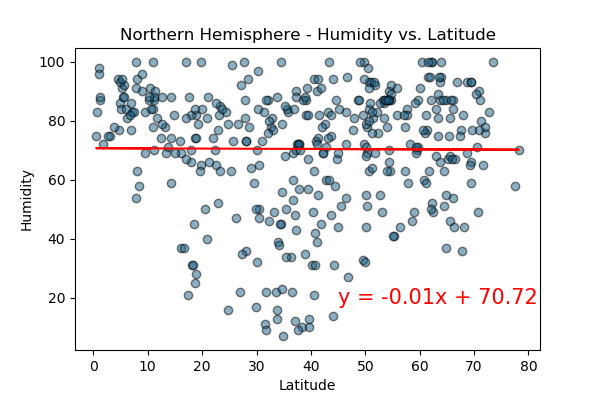 Northern Hemisphere - Humidity vs. Latitude
100
80
60
40
20
Humidity
y = -0.01x + 70.72
0 10 20 30 40 50 60 70 80
Latitude